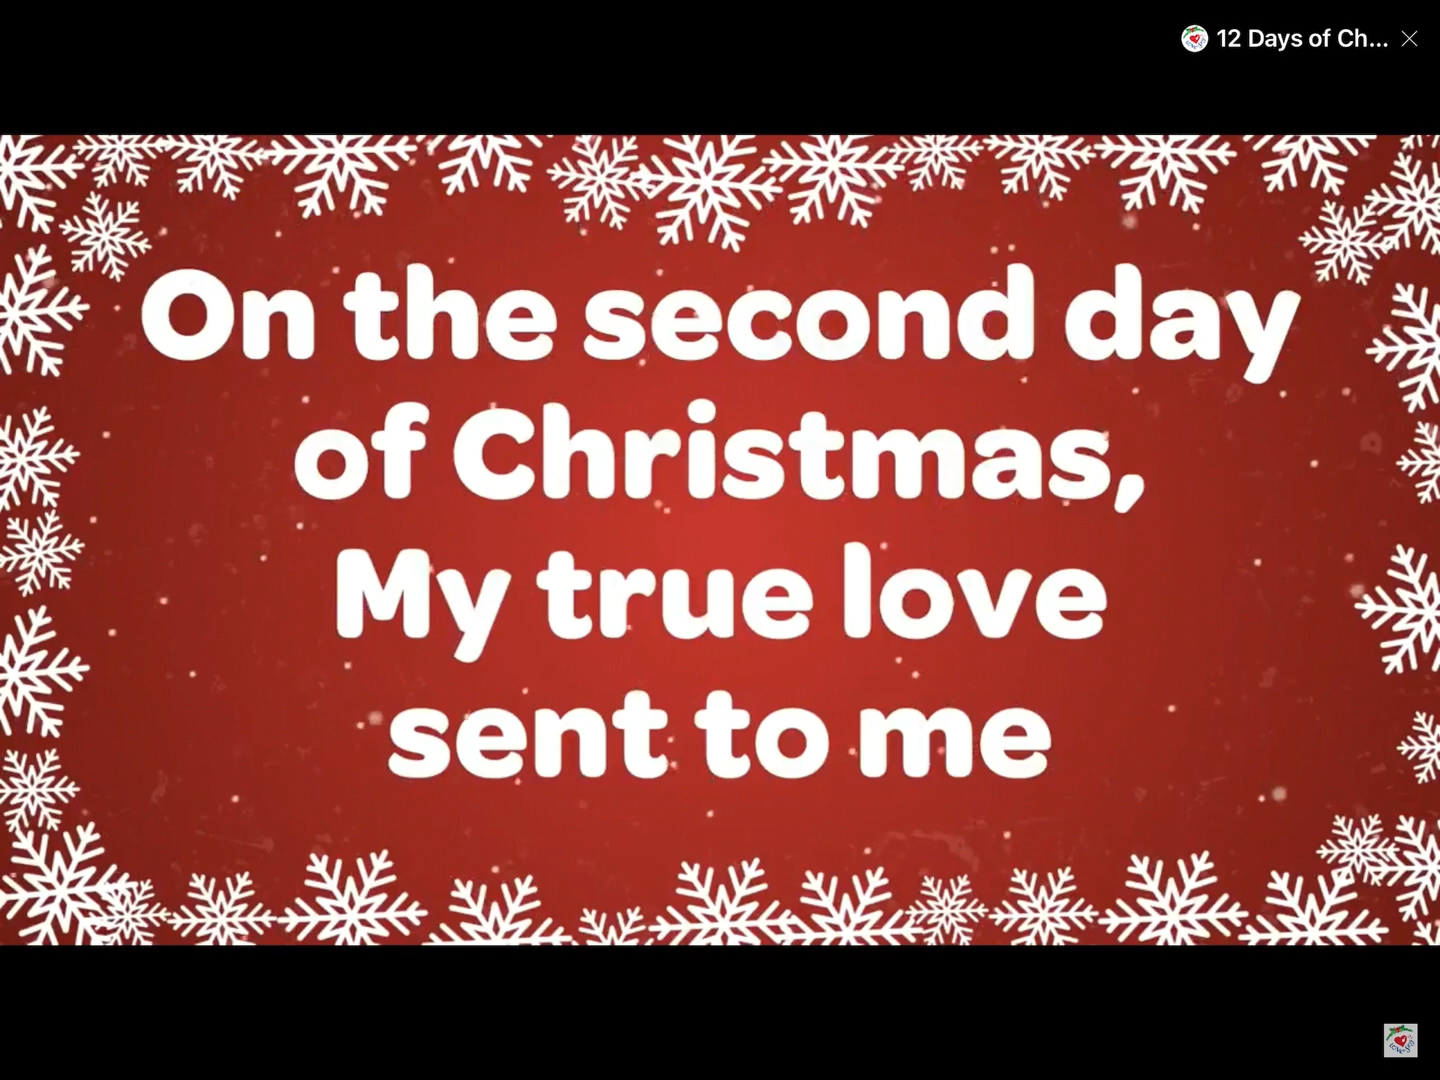 12 Days of Ch...
On the second day
of Christmas,
My true love
sent to me